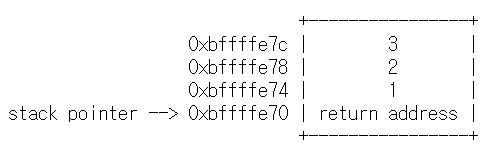 +----------------+
0xbffffe7c | 3 |
0xbffffe78 | 2 |
0xbffffe74 | 1 |
stack pointer --> 0xbffffe70 | return address |
+----------------+